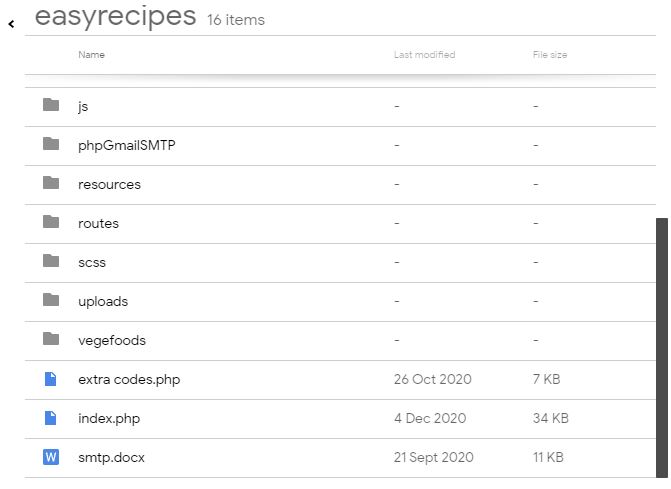 easyrecipes 16 items
Name Last modified File size
js - -
phpGmailSMTP - -
resources - -
routes - -
scss - -
uploads - -
vegefoods - -
extra codes.php 26 Oct 2020 7 KB
index.php 4 Dec 2020 34 KB
W smtp.docx 21 Sept 2020 11 KB